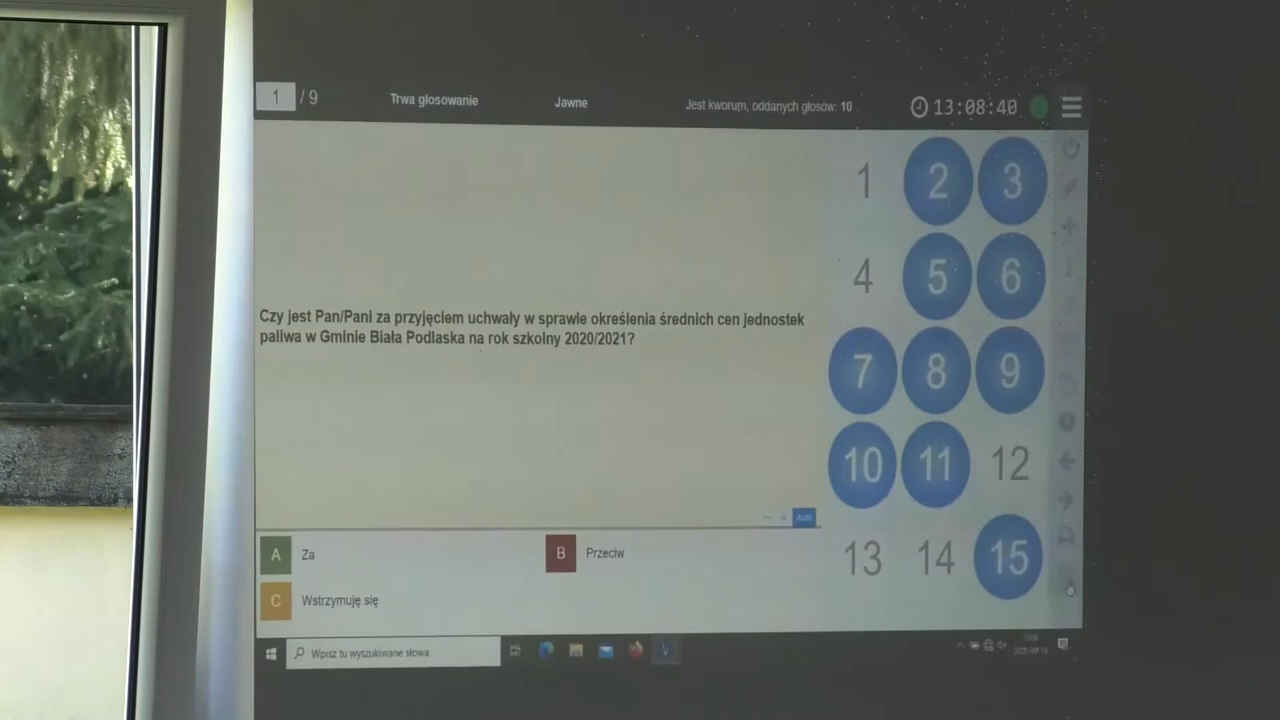 1 / 9 Trwa głosowanie Jawne Jest kworum, oddanych głosów: 10 13:08:40
1 2 3
4 5 6
Czy jest Pan/Pani za przyjęciem uchwały w sprawie określenia średnich cen jednostek
paliwa w Gminie Biała Podlaska na rok szkolny 2020/2021?
7 8 9
10 11 12
Auto
A Za B Przeciw
13 14 15
C Wstrzymuję się
Wpisz tu wyszukiwane słowa